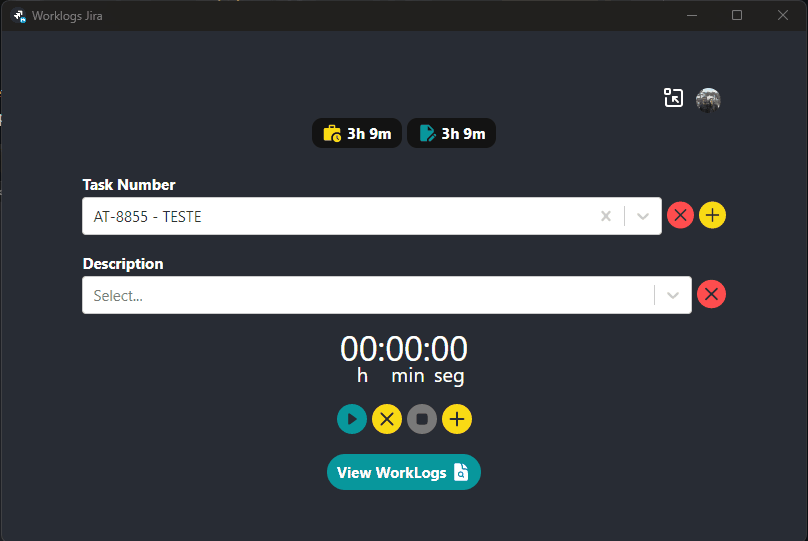 Worklogs Jira
3h 9m 3h 9m
Task Number
AT-8855 - TESTE
Description
Select...
00:00:00
h min seg
View WorkLogs